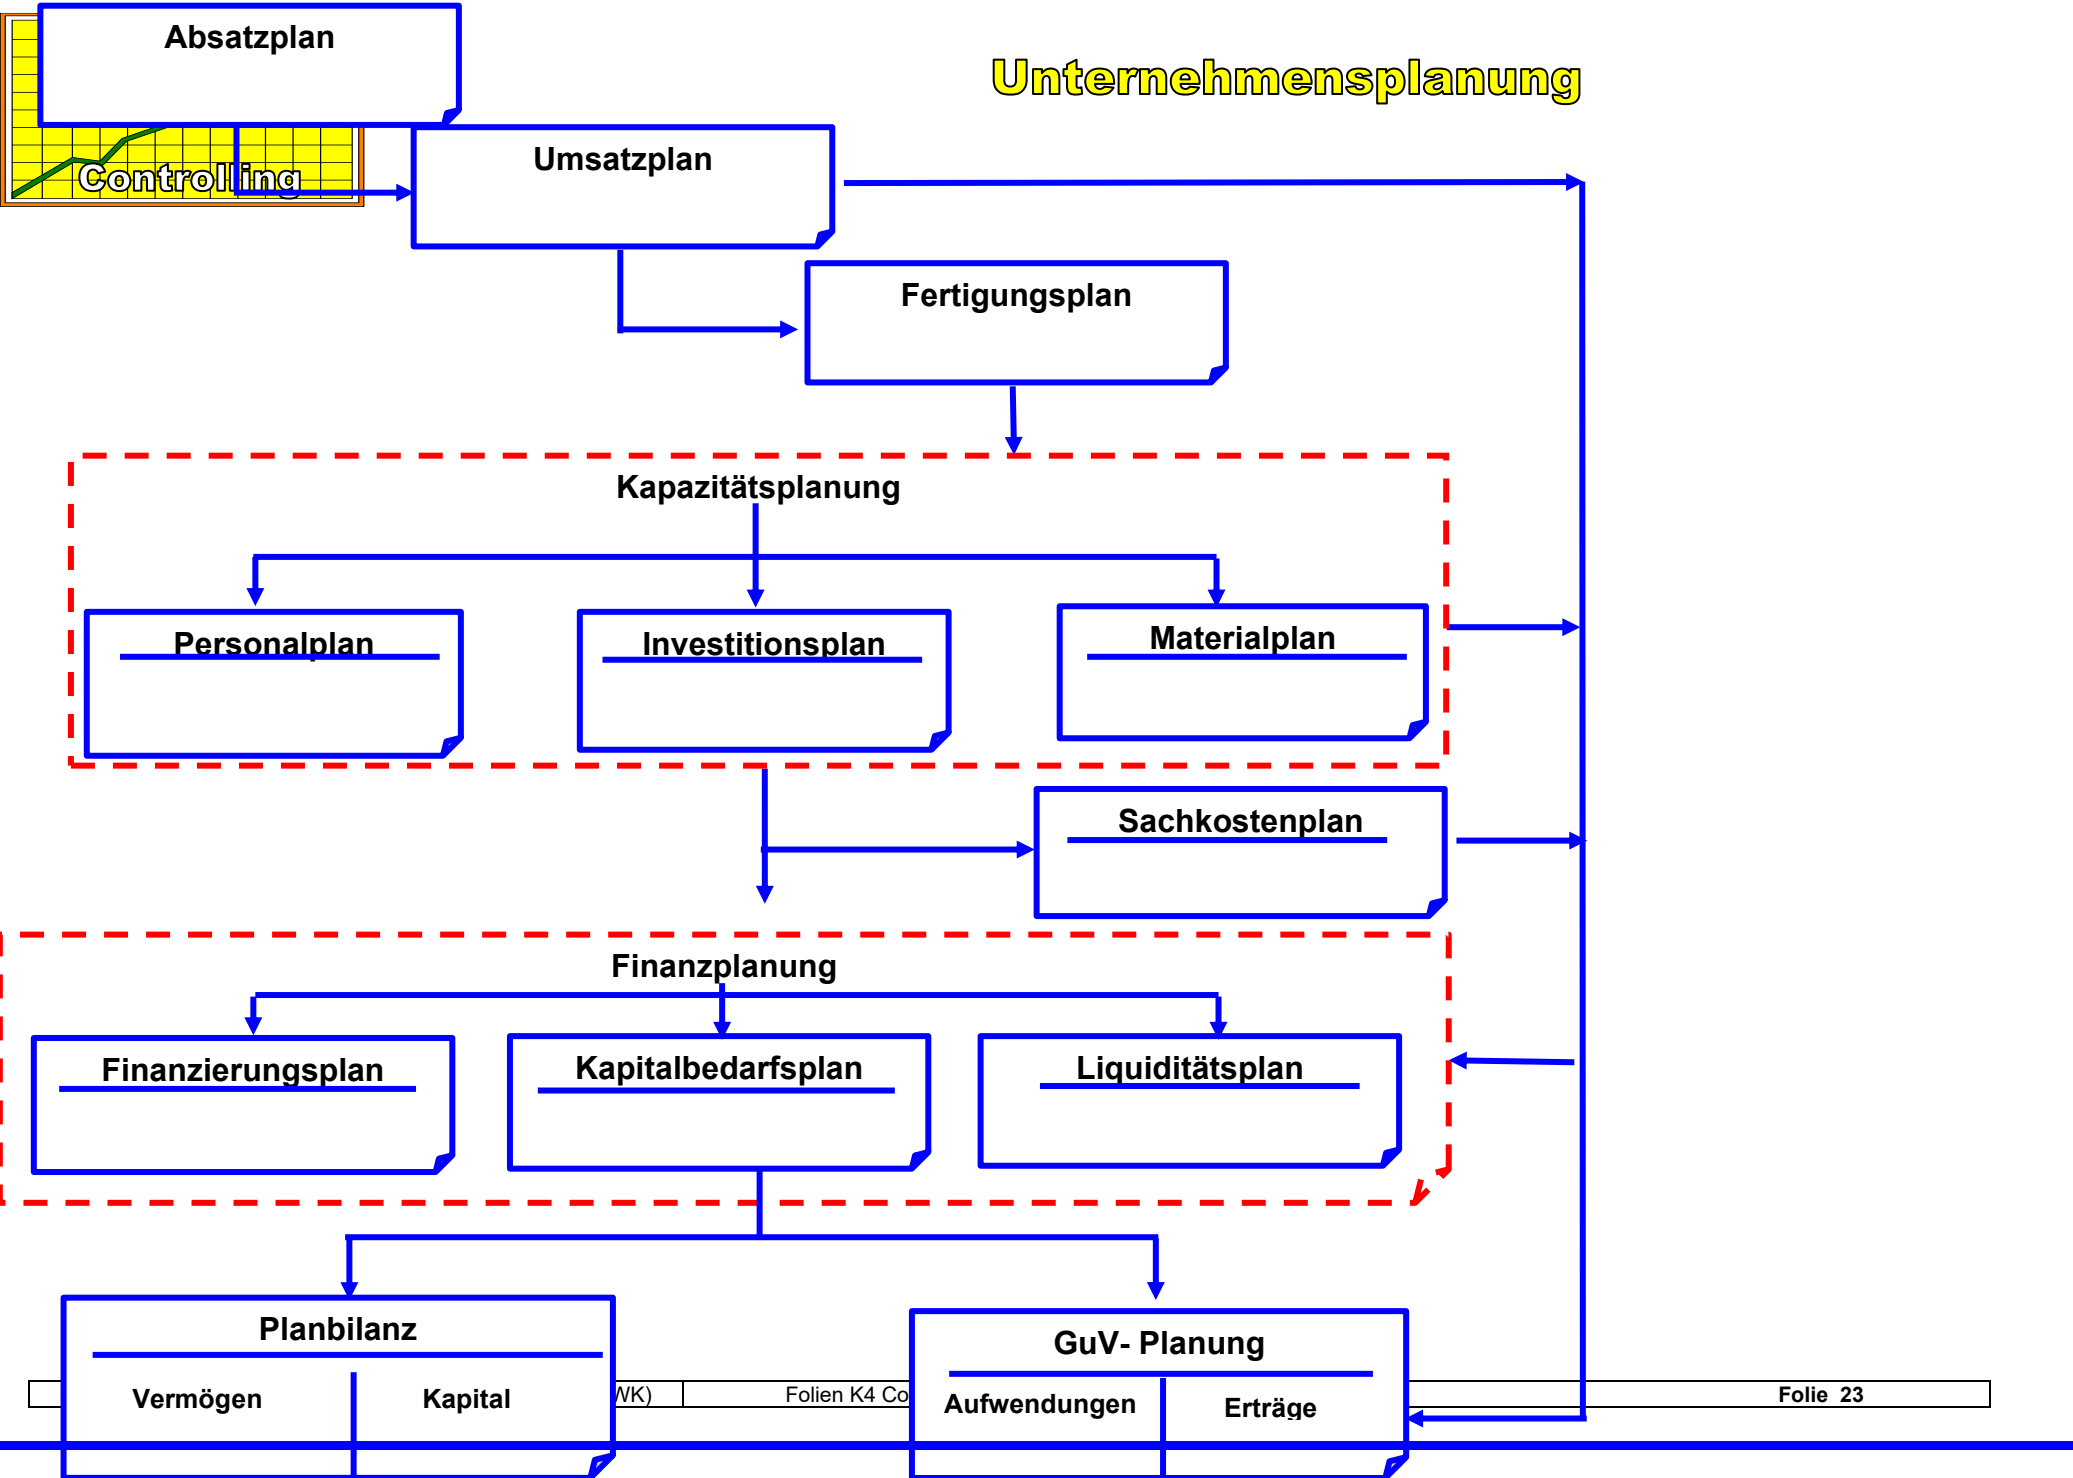 Absatzplan
Unternehmensplanung
Controlling
Umsatzplan
Fertigungsplan
Kapazitätsplanung
Personalplan
Investitionsplan
Materialplan
Sachkostenplan
Finanzplanung
Finanzierungsplan
Kapitalbedarfsplan
Liquiditätsplan
Planbilanz
GuV- Planung
Vermögen
Kapital
WK)
Folien K4 Co
Aufwendungen
Erträge
Folie 23